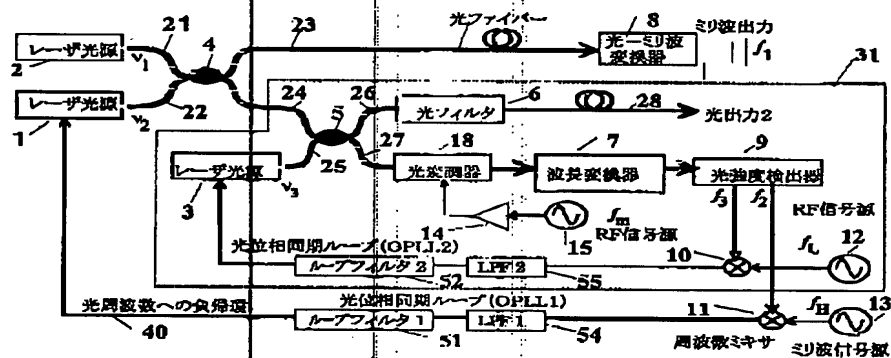 21
23
光ファイバー
8
ミリ波出力
レーザ光源
4
光-ミリ波
変換器
f₁
31
2
ν₁
レーザ光源
22
24
5
26
光フィルタ
6
28
光出力2
1
ν₂
18
7
9
レーザ光源
25
27
光変調器
波長変換器
光強度検出器
3
ν₃
14
fₘ
15
RF信号源
f₃
f₂
RF信号源
光位相同期ループ(OPLL2)
10
f_L
12
ループフィルタ2
LPF2
52
55
光周波数への負帰還
光位相同期ループ(OPLL1)
11
f_H
13
40
ループフィルタ1
LPF1
51
54
周波数ミキサ
ミリ波信号源